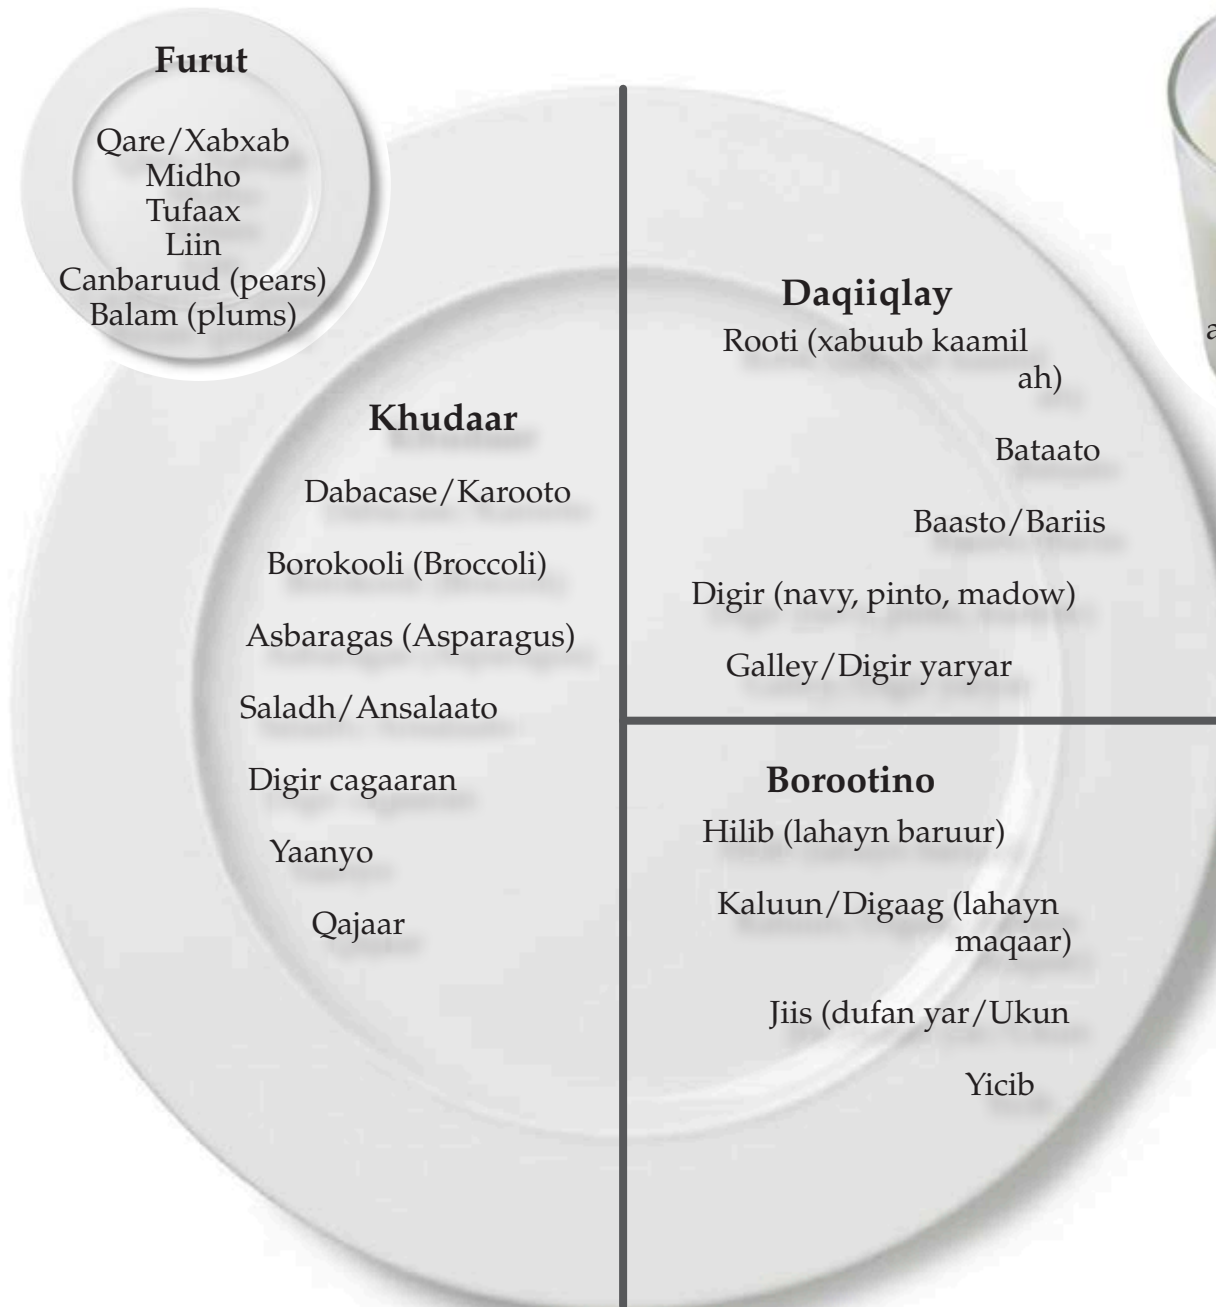 Furut
Qare/Xabxab
Midho
Tufaax
Liin
Canbaruud (pears)
Balam (plums)
Khudaar
Dabacase/Karooto
Borokooli (Broccoli)
Asbaragas (Asparagus)
Saladh/Ansalaato
Digir cagaaran
Yaanyo
Qajaar
Daqiiqlay
Rooti (xabuub kaamil
ah)
Bataato
Baasto/Bariis
Digir (navy, pinto, madow)
Galley/Digir yaryar
Borootino
Hilib (lahayn baruur)
Kaluun/Digaag (lahayn
maqaar)
Jiis (dufan yar/Ukun
Yicib